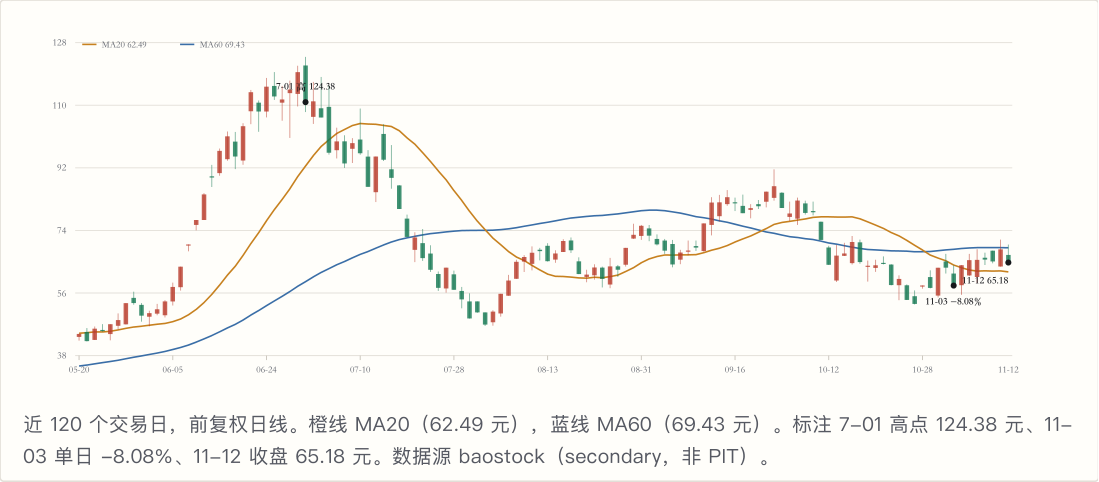 MA20 62.49 MA60 69.43
128
7-01 高 124.38
110
92
74
56
11-12 65.18
11-03 −8.08%
38
05-20 06-05 06-24 07-10 07-28 08-13 08-31 09-16 10-12 10-28 11-12
近 120 个交易日，前复权日线。橙线 MA20（62.49 元），蓝线 MA60（69.43 元）。标注 7-01 高点 124.38 元、11-
03 单日 -8.08%、11-12 收盘 65.18 元。数据源 baostock（secondary，非 PIT）。